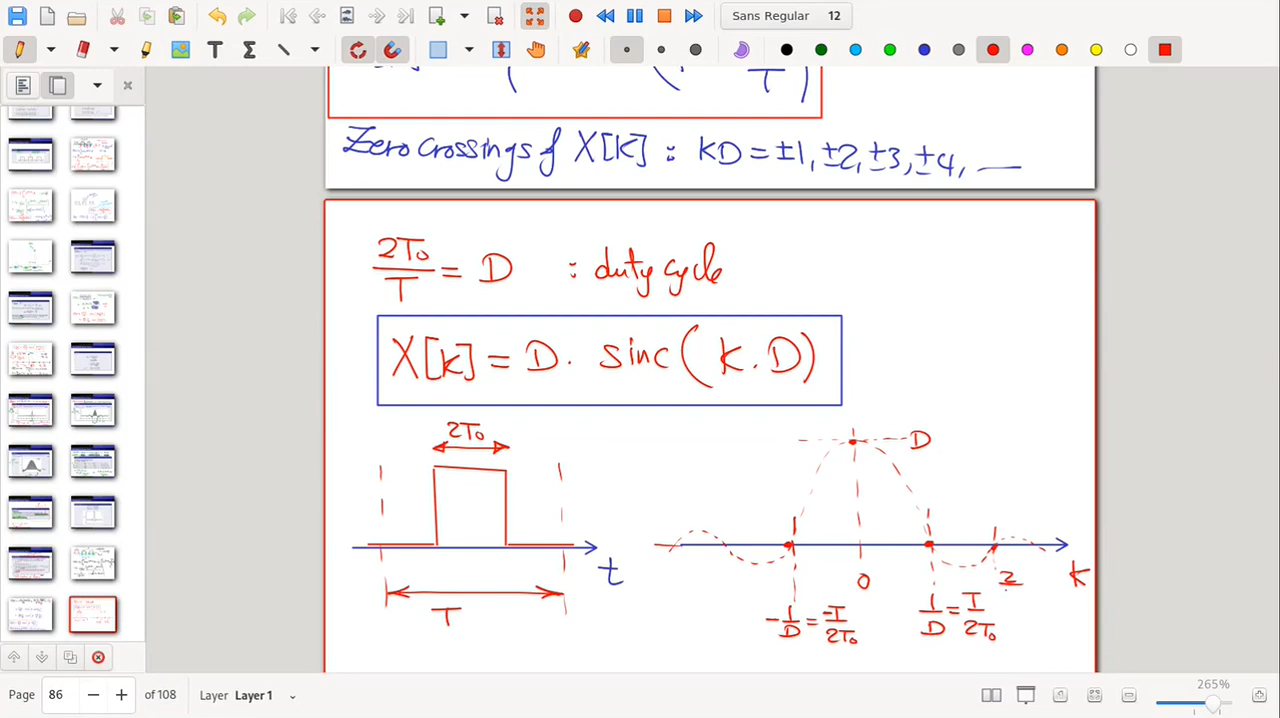 Sans Regular 12
T
Zero crossings of X[K] : KD = ±1, ±2, ±3, ±4, —
2T₀/T = D : duty cycle
X[K] = D. sinc(K.D)
2T₀
D
t
0
2
K
T
-1/D = -T/2T₀
1/D = T/2T₀
Page 86 of 108 Layer Layer 1 265%